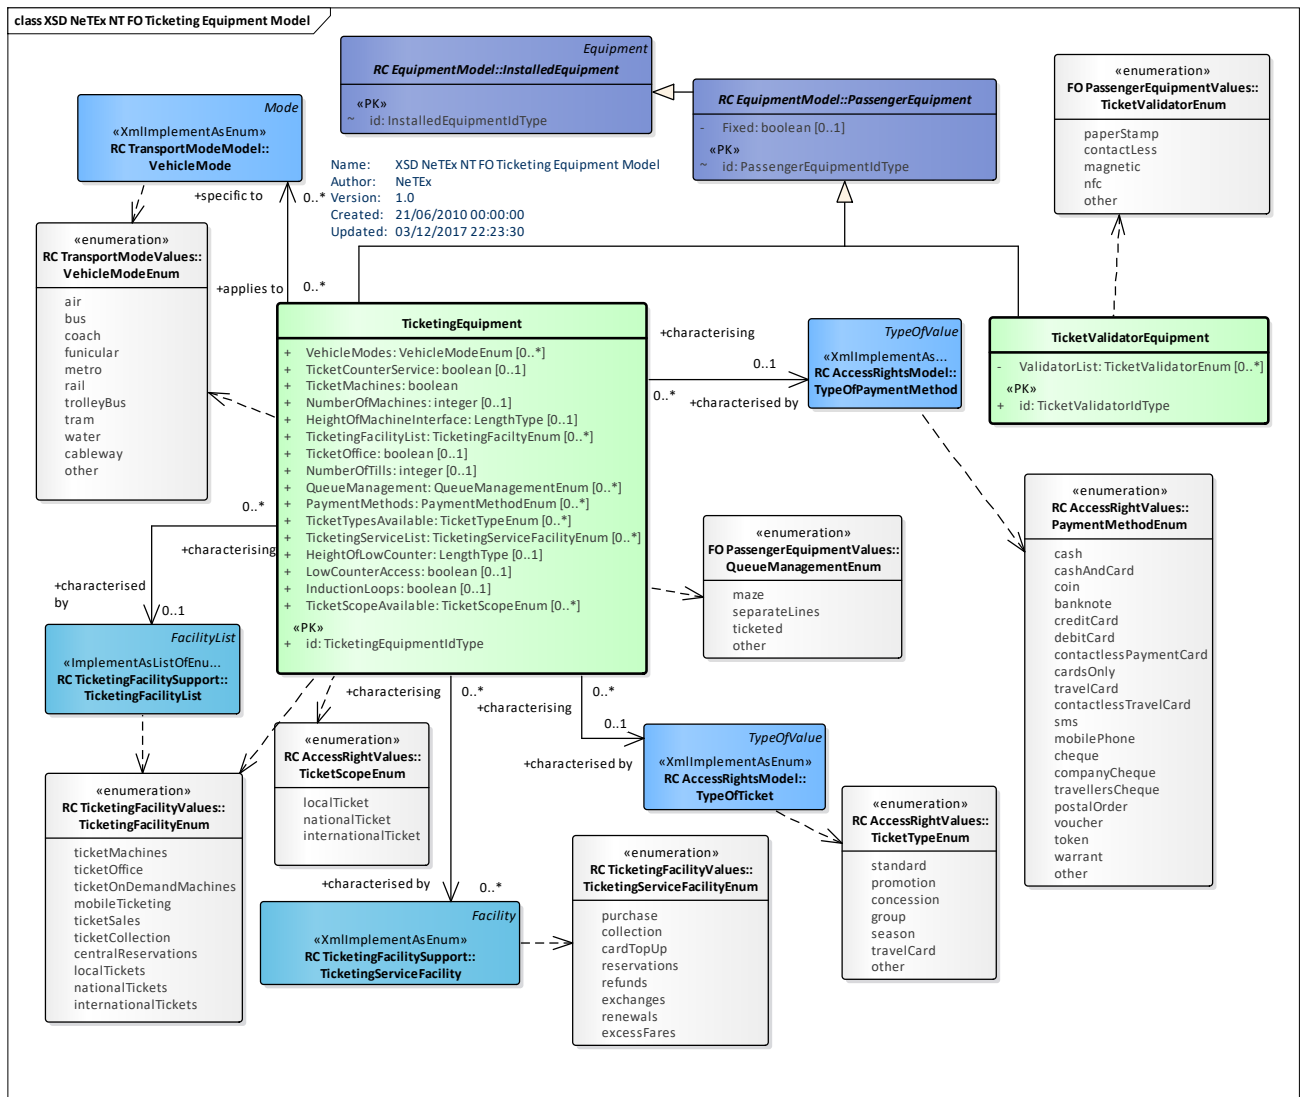 class XSD NeTEx NT FO Ticketing Equipment Model
Equipment
RC EquipmentModel::InstalledEquipment
«PK»
~ id: InstalledEquipmentIdType
RC EquipmentModel::PassengerEquipment
- Fixed: boolean [0..1]
«PK»
~ id: PassengerEquipmentIdType
«enumeration»
FO PassengerEquipmentValues::
TicketValidatorEnum
paperStamp
contactLess
magnetic
nfc
other
Mode
«XmlImplementAsEnum»
RC TransportModeModel::
VehicleMode
Name: XSD NeTEx NT FO Ticketing Equipment Model
Author: NeTEx
Version: 1.0
Created: 21/06/2010 00:00:00
Updated: 03/12/2017 22:23:30
+specific to
0..*
+applies to
0..*
«enumeration»
RC TransportModeValues::
VehicleModeEnum
air
bus
coach
funicular
metro
rail
trolleyBus
tram
water
cableway
other
TicketingEquipment
+ VehicleModes: VehicleModeEnum [0..*]
+ TicketCounterService: boolean [0..1]
+ TicketMachines: boolean
+ NumberOfMachines: integer [0..1]
+ HeightOfMachineInterface: LengthType [0..1]
+ TicketingFacilityList: TicketingFaciltyEnum [0..*]
+ TicketOffice: boolean [0..1]
+ NumberOfTills: integer [0..1]
+ QueueManagement: QueueManagementEnum [0..*]
+ PaymentMethods: PaymentMethodEnum [0..*]
+ TicketTypesAvailable: TicketTypeEnum [0..*]
+ TicketingServiceList: TicketingServiceFacilityEnum [0..*]
+ HeightOfLowCounter: LengthType [0..1]
+ LowCounterAccess: boolean [0..1]
+ InductionLoops: boolean [0..1]
+ TicketScopeAvailable: TicketScopeEnum [0..*]
«PK»
+ id: TicketingEquipmentIdType
+characterising
0..1
0..*
+characterised by
TypeOfValue
«XmlImplementAs...
RC AccessRightsModel::
TypeOfPaymentMethod
TicketValidatorEquipment
- ValidatorList: TicketValidatorEnum [0..*]
«PK»
+ id: TicketValidatorIdType
«enumeration»
RC AccessRightValues::
PaymentMethodEnum
cash
cashAndCard
coin
banknote
creditCard
debitCard
contactlessPaymentCard
cardsOnly
travelCard
contactlessTravelCard
sms
mobilePhone
cheque
companyCheque
travellersCheque
postalOrder
voucher
token
warrant
other
«enumeration»
FO PassengerEquipmentValues::
QueueManagementEnum
maze
separateLines
ticketed
other
0..*
+characterising
+characterised
by
0..1
FacilityList
«ImplementAsListOfEnu...
RC TicketingFacilitySupport::
TicketingFacilityList
«enumeration»
RC TicketingFacilityValues::
TicketingFacilityEnum
ticketMachines
ticketOffice
ticketOnDemandMachines
mobileTicketing
ticketSales
ticketCollection
centralReservations
localTickets
nationalTickets
internationalTickets
+characterising
0..*
+characterised by
0..*
«enumeration»
RC AccessRightValues::
TicketScopeEnum
localTicket
nationalTicket
internationalTicket
Facility
«XmlImplementAsEnum»
RC TicketingFacilitySupport::
TicketingServiceFacility
0..*
+characterising
0..1
+characterised by
TypeOfValue
«XmlImplementAsEnum»
RC AccessRightsModel::
TypeOfTicket
«enumeration»
RC TicketingFacilityValues::
TicketingServiceFacilityEnum
purchase
collection
cardTopUp
reservations
refunds
exchanges
renewals
excessFares
«enumeration»
RC AccessRightValues::
TicketTypeEnum
standard
promotion
concession
group
season
travelCard
other